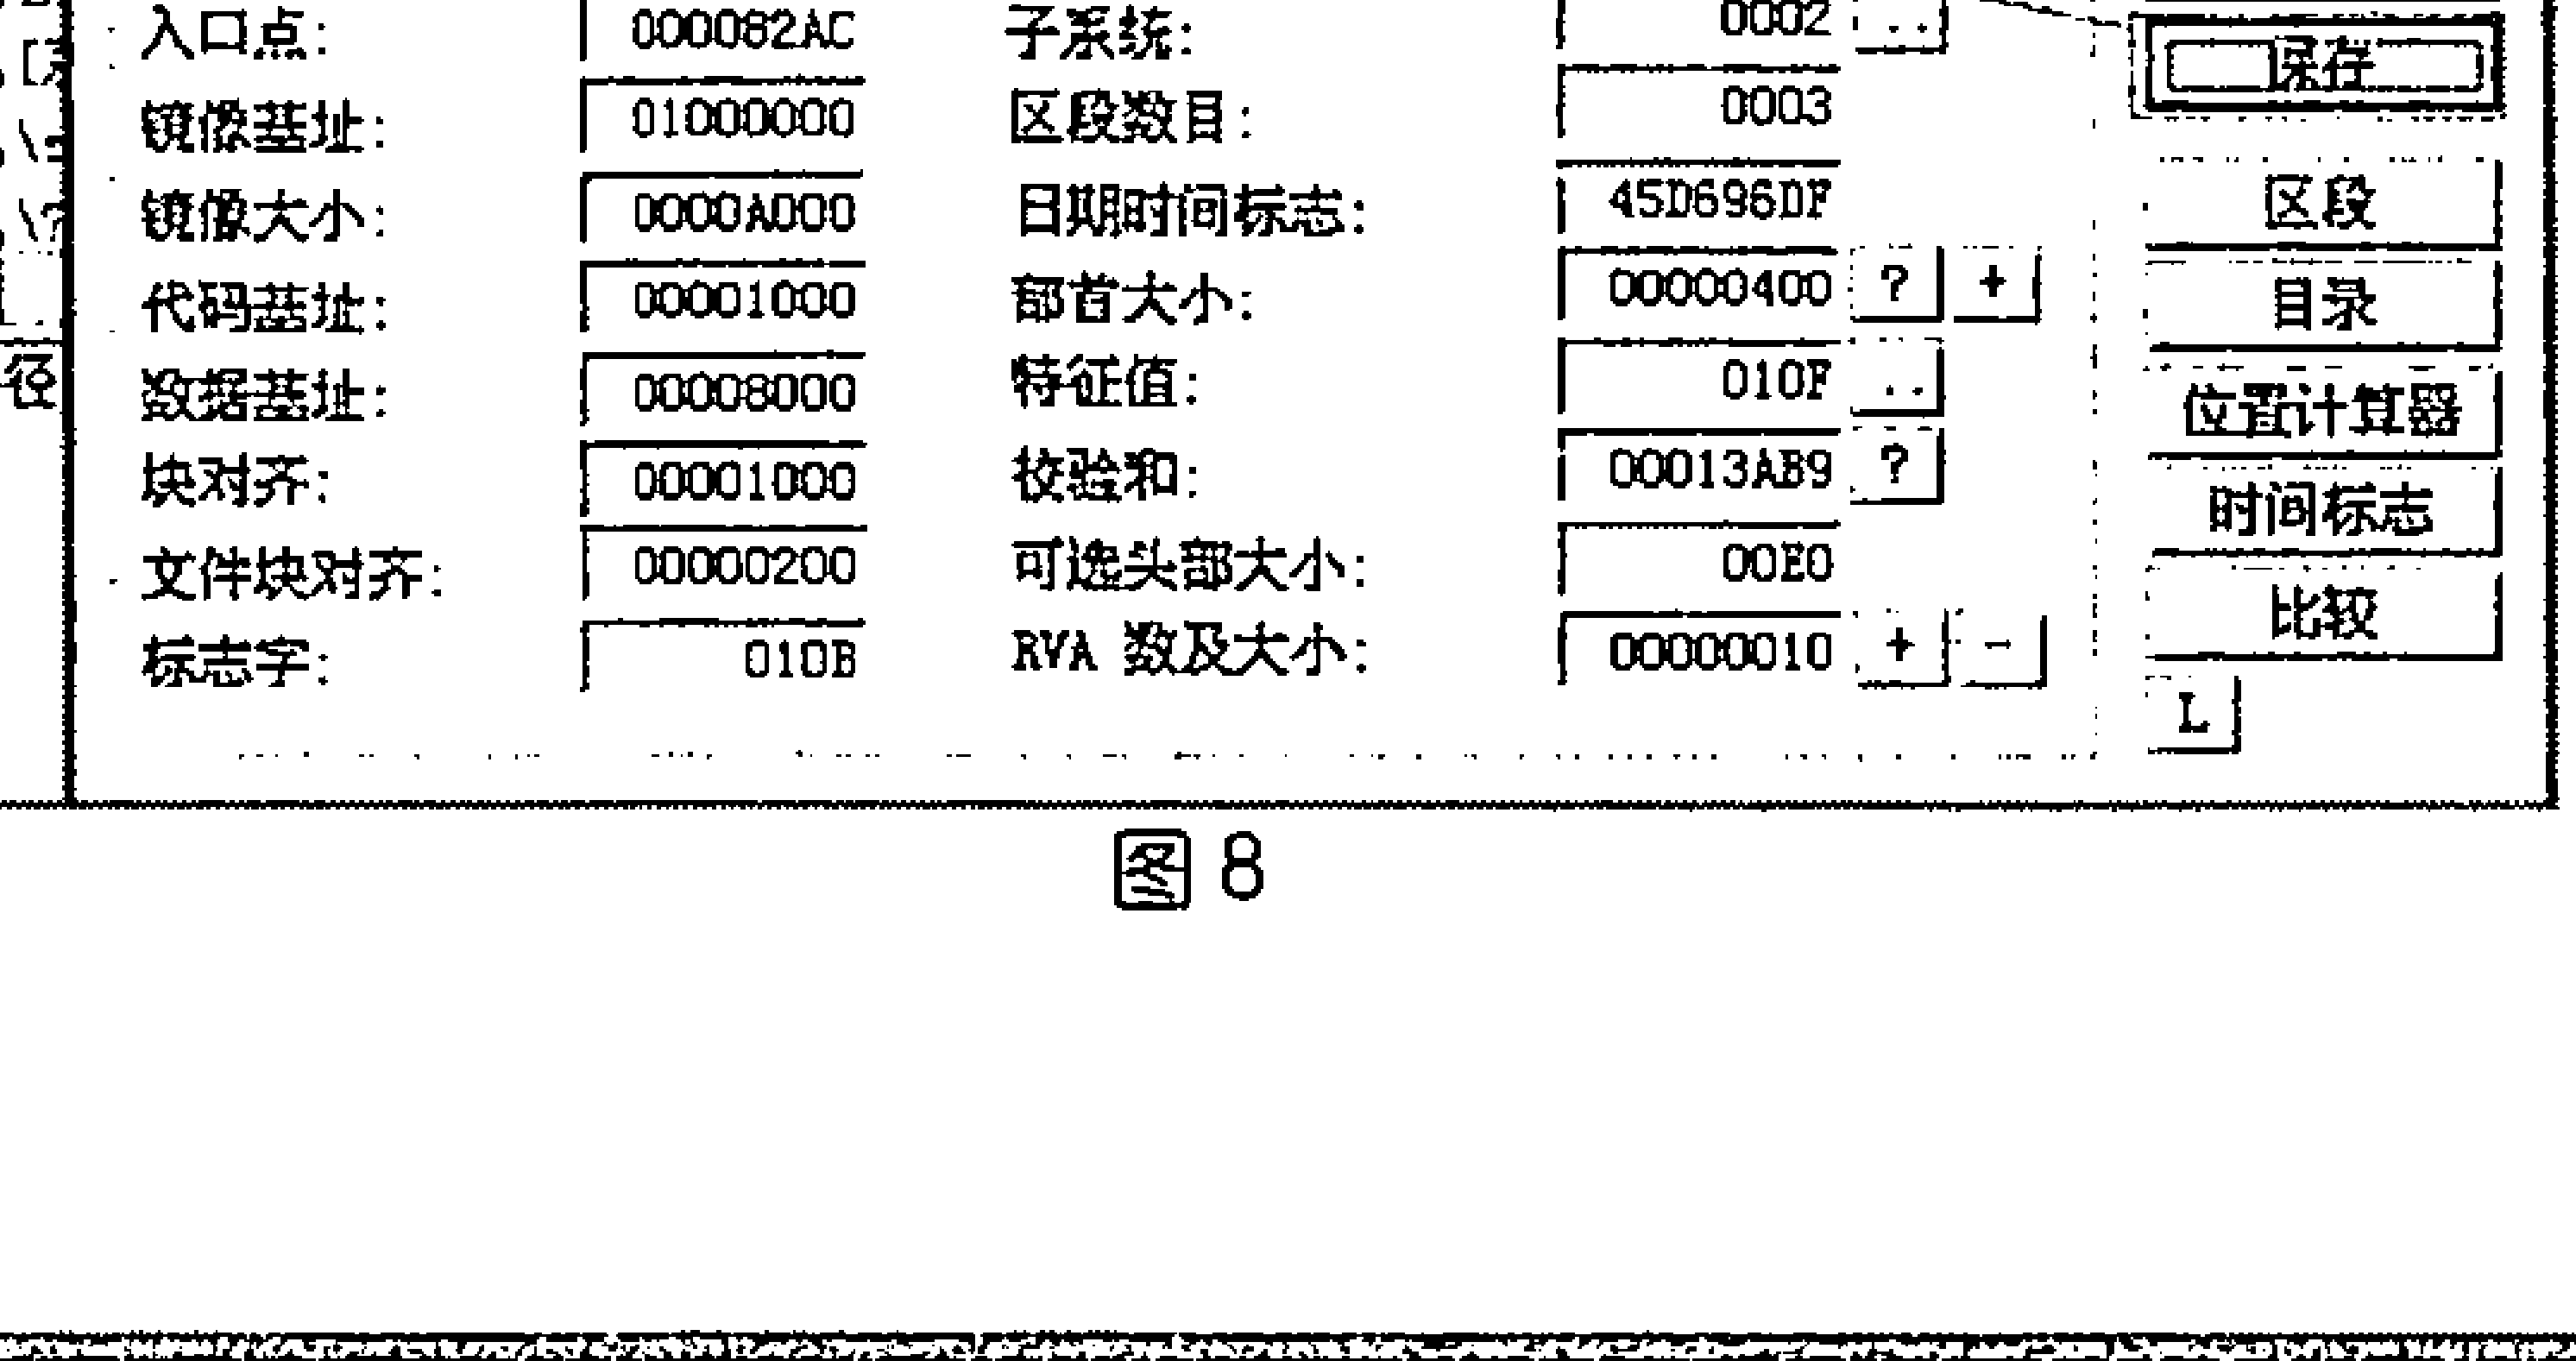 入口点: 000082AC 子系统: 0002 ..
保存
镜像基址: 01000000 区段数目: 0003
镜像大小: 0000A000 日期时间标志: 45D696DF 区段
代码基址: 00001000 部首大小: 00000400 ? + 目录
径 数据基址: 00008000 特征值: 010F .. 位置计算器
块对齐: 00001000 校验和: 00013AB9 ? 时间标志
文件块对齐: 00000200 可选头部大小: 00E0 比较
标志字: 010B RVA 数及大小: 00000010 + -
L
图 8